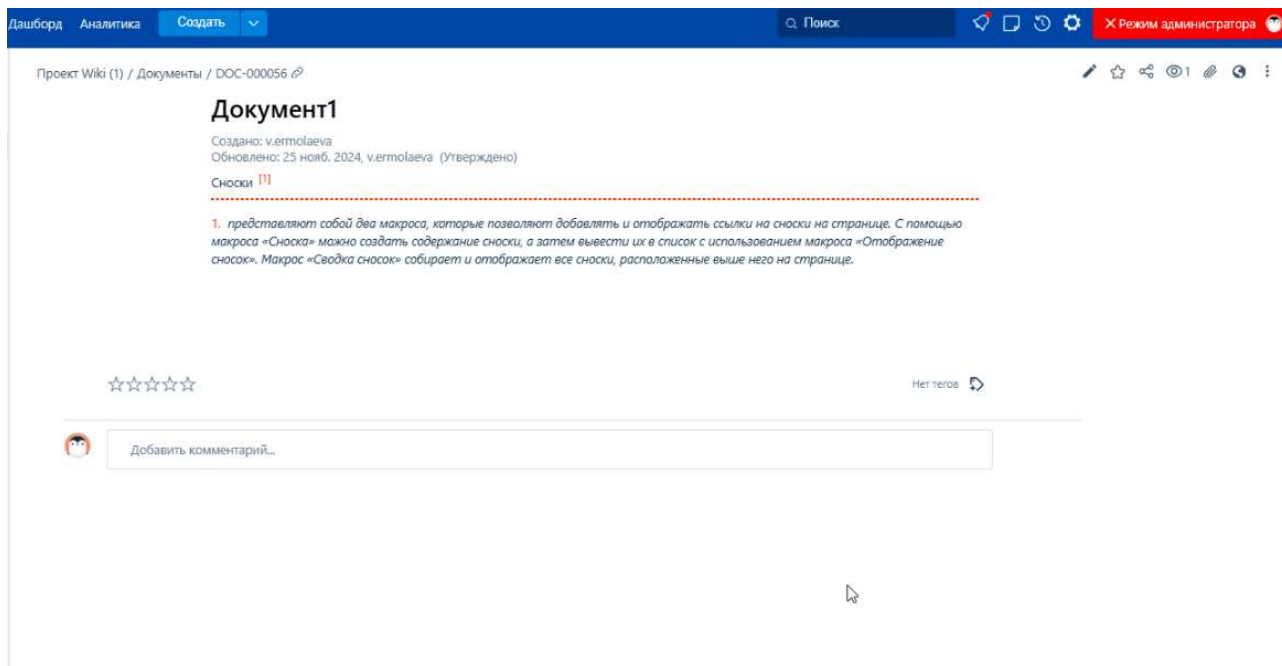 Дашборд Аналитика Создать Поиск Режим администратора
Проект Wiki (1) / Документы / DOC-000056 1
Документ1
Создано: v.ermolaeva
Обновлено: 25 нояб. 2024, v.ermolaeva (Утверждено)
Сноски [1]
1. представляют собой два макроса, которые позволяют добавлять и отображать ссылки на сноски на странице. С помощью
макроса «Сноска» можно создать содержание сноски, а затем вывести их в список с использованием макроса «Отображение
сносок». Макрос «Сводка сносок» собирает и отображает все сноски, расположенные выше него на странице.
Нет тегов
Добавить комментарий...